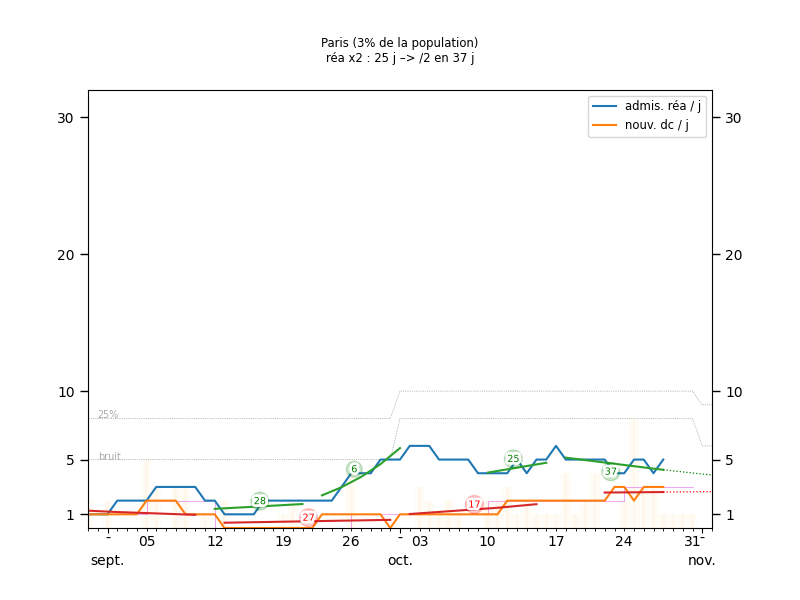 Paris (3% de la population)
réa x2 : 25 j –> /2 en 37 j
admis. réa / j
nouv. dc / j
30
30
20
20
10
10
25%
bruit
5
5
6
25
37
28
17
27
1
1
- 05 12 19 26 - 03 10 17 24 31 -
sept. oct. nov.